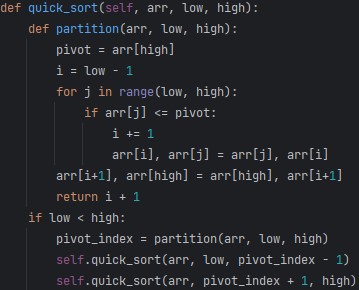 def quick_sort(self, arr, low, high):
    def partition(arr, low, high):
        pivot = arr[high]
        i = low - 1
        for j in range(low, high):
            if arr[j] <= pivot:
                i += 1
                arr[i], arr[j] = arr[j], arr[i]
        arr[i+1], arr[high] = arr[high], arr[i+1]
        return i + 1
    if low < high:
        pivot_index = partition(arr, low, high)
        self.quick_sort(arr, low, pivot_index - 1)
        self.quick_sort(arr, pivot_index + 1, high)